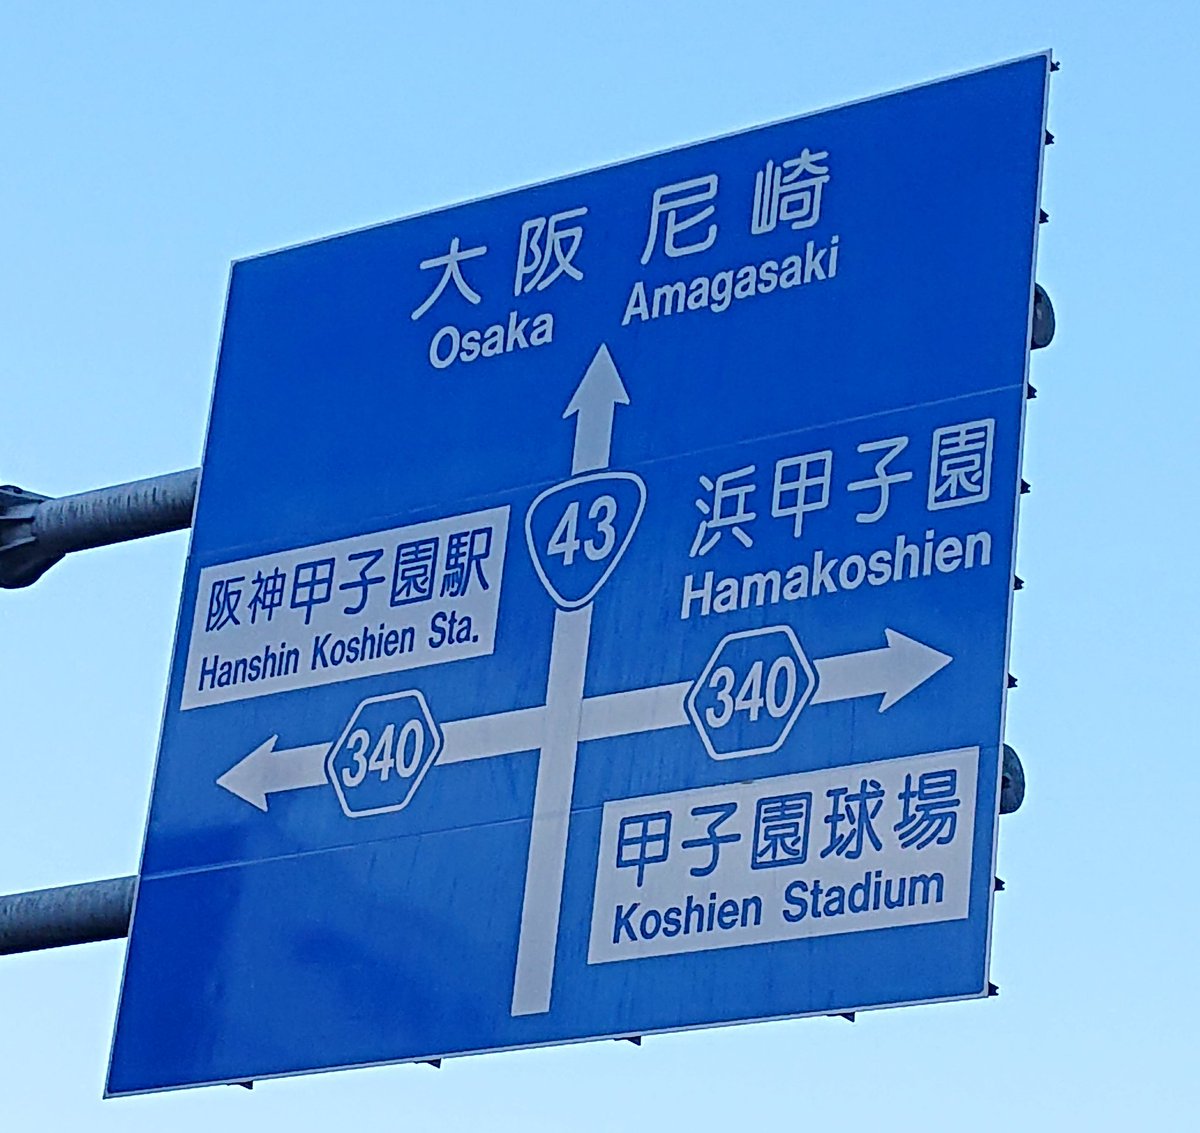 大阪 尼崎
Osaka Amagasaki
43
浜甲子園
Hamakoshien
阪神甲子園駅
Hanshin Koshien Sta.
340
340
甲子園球場
Koshien Stadium